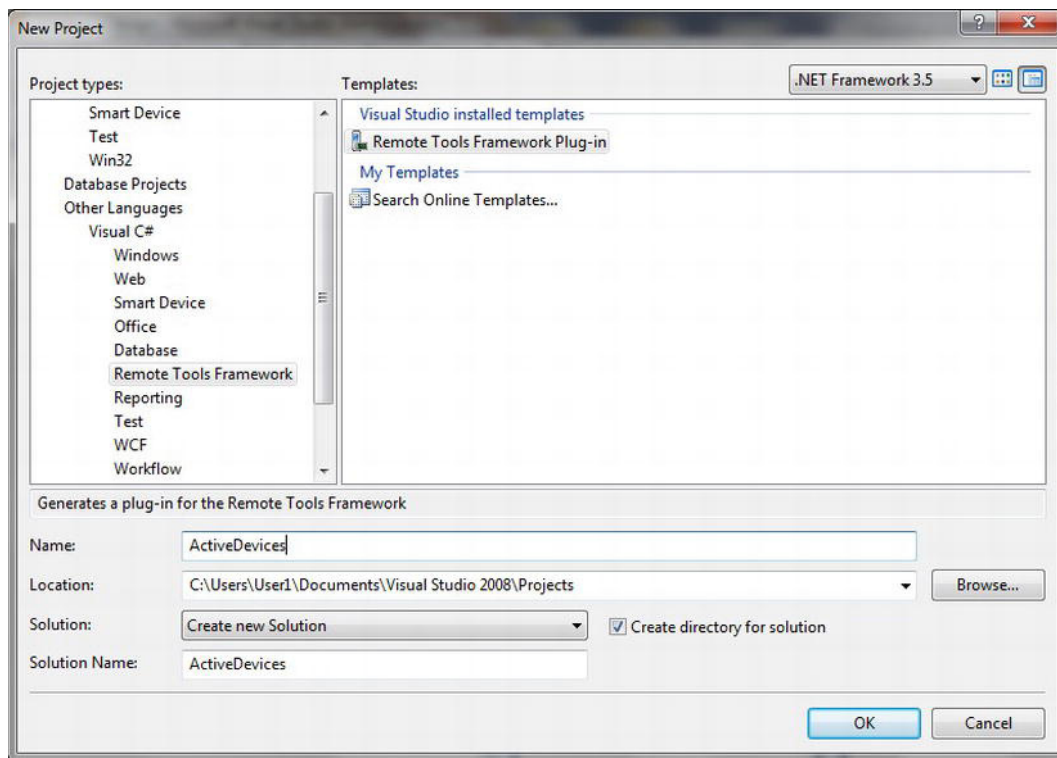 New Project
Project types:
Templates:
.NET Framework 3.5
Smart Device
Test
Win32
Database Projects
Other Languages
Visual C#
Windows
Web
Smart Device
Office
Database
Remote Tools Framework
Reporting
Test
WCF
Workflow
Visual Studio installed templates
Remote Tools Framework Plug-in
My Templates
Search Online Templates...
Generates a plug-in for the Remote Tools Framework
Name:
ActiveDevices
Location:
C:\Users\User1\Documents\Visual Studio 2008\Projects
Browse...
Solution:
Create new Solution
Create directory for solution
Solution Name:
ActiveDevices
OK
Cancel